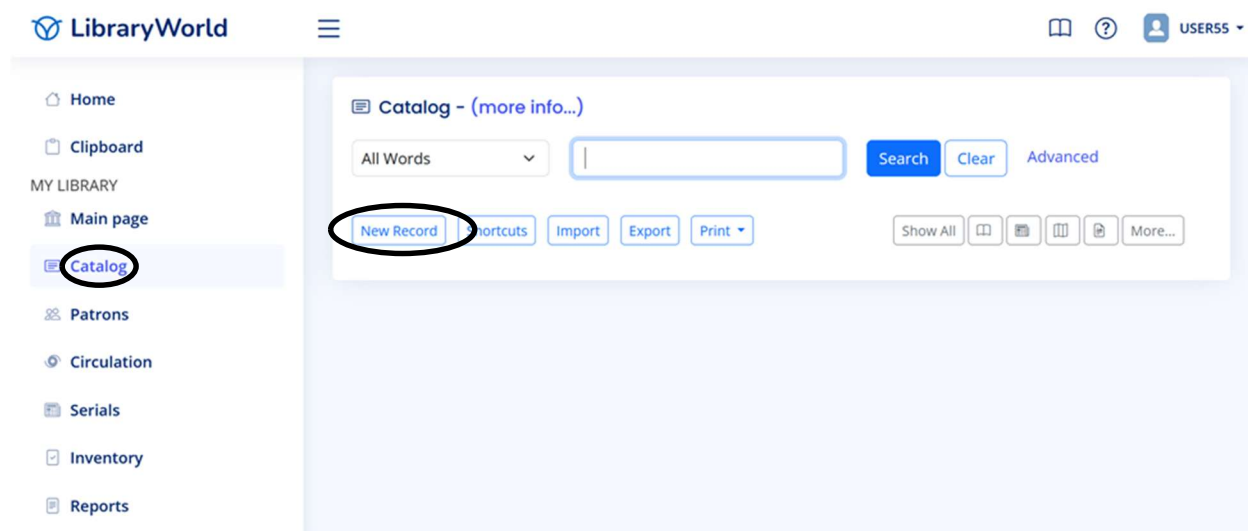 LibraryWorld
USER55
Home
Clipboard
MY LIBRARY
Main page
Catalog
Patrons
Circulation
Serials
Inventory
Reports
Catalog - (more info...)
All Words
Search Clear Advanced
New Record Shortcuts Import Export Print Show All More...